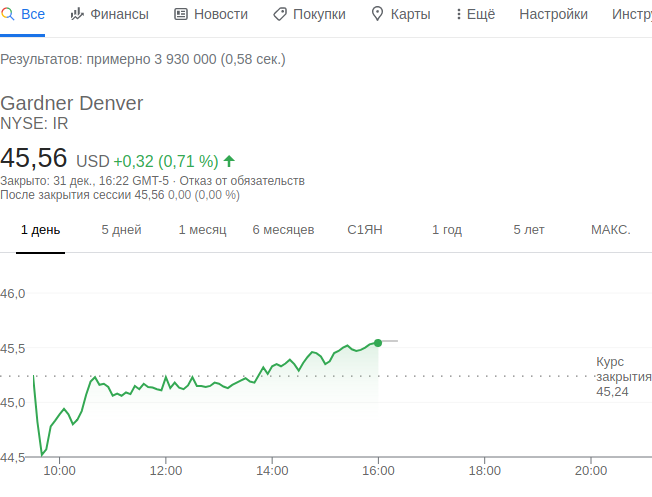 Все Финансы Новости Покупки Карты Ещё Настройки
Результатов: примерно 3 930 000 (0,58 сек.)
Gardner Denver
NYSE: IR
45,56 USD +0,32 (0,71 %)
Закрыто: 31 дек., 16:22 GMT-5 · Отказ от обязательств
После закрытия сессии 45,56 0,00 (0,00 %)
1 день 5 дней 1 месяц 6 месяцев С1ЯН 1 год 5 лет МАКС.
46,0
45,5
Курс
закрытия
45,24
45,0
44,5
10:00 12:00 14:00 16:00 18:00 20:00